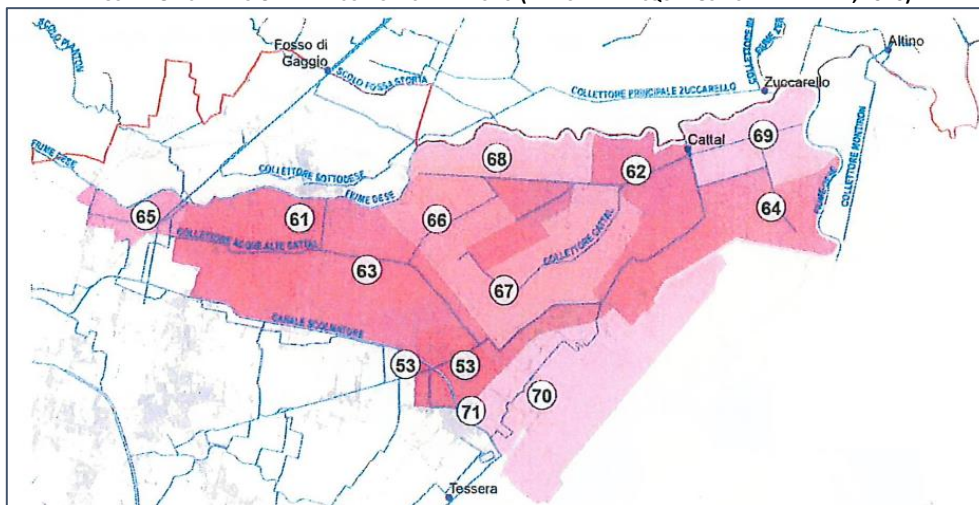 Altino
Fosso di
Gaggio
SCOLO FOSSA STORTA
COLLETTORE PRINCIPALE ZUCCARELLO
Zuccarello
COLLETTORE MONTIRON
Cattal
69
68
62
FIUME DESE
COLLETTORE SOTTODESE
FIUME DESE
65
61
66
64
COLLETTORE ACQUE ALTE CATTAL
COLLETTORE CATTAL
63
67
CANALE SCOLMATORE
53
53
70
71
Tessera